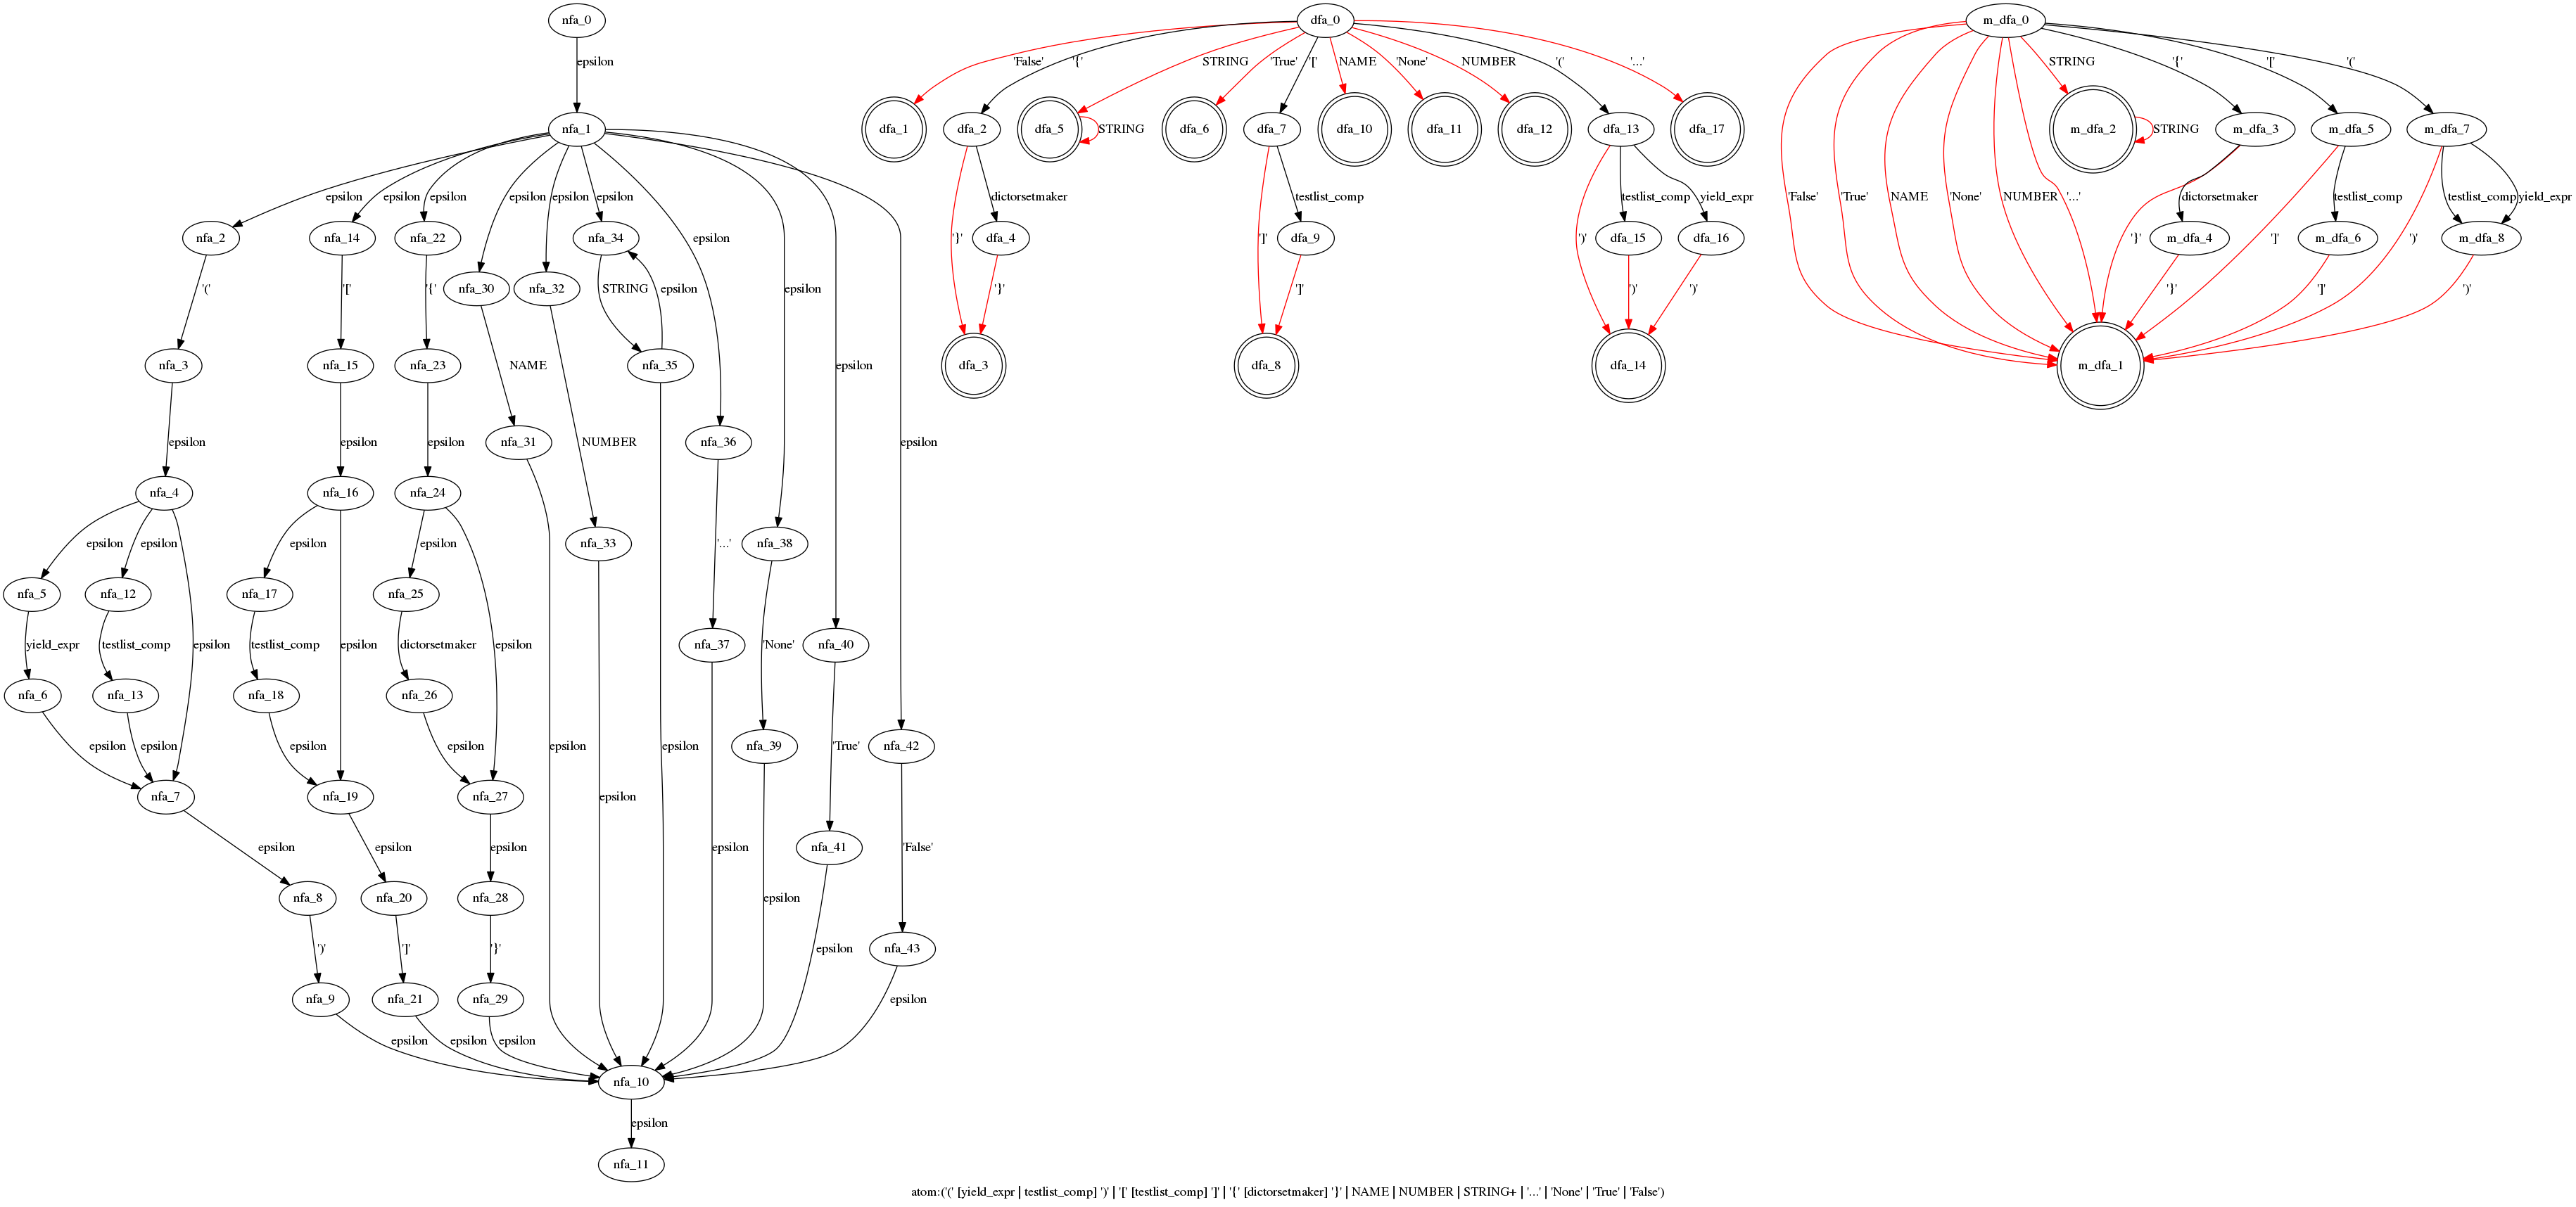 nfa_0
epsilon
nfa_1
epsilon epsilon epsilon epsilon epsilon epsilon epsilon epsilon epsilon epsilon
nfa_2 nfa_14 nfa_22 nfa_34
'(' '[' '{' nfa_30 nfa_32 STRING epsilon
nfa_3 nfa_15 nfa_23 NAME nfa_35
epsilon epsilon epsilon nfa_31 NUMBER nfa_36
nfa_4 nfa_16 nfa_24
epsilon epsilon epsilon epsilon epsilon epsilon epsilon nfa_33 '...' nfa_38
nfa_5 nfa_12 nfa_17 nfa_25
yield_expr testlist_comp testlist_comp dictorsetmaker nfa_37 'None' nfa_40
nfa_6 nfa_13 nfa_18 nfa_26
epsilon epsilon epsilon epsilon epsilon epsilon nfa_39 'True' nfa_42
nfa_7 nfa_19 nfa_27 epsilon
epsilon epsilon epsilon epsilon nfa_41 'False'
nfa_8 nfa_20 nfa_28 epsilon
')' ']' '}' epsilon nfa_43
nfa_9 nfa_21 nfa_29 epsilon
epsilon epsilon epsilon
nfa_10
epsilon
nfa_11
dfa_0
'False' '{' STRING 'True' '[' NAME 'None' NUMBER '(' '...'
dfa_1 dfa_2 dfa_5 STRING dfa_6 dfa_7 dfa_10 dfa_11 dfa_12 dfa_13 dfa_17
dictorsetmaker testlist_comp testlist_comp yield_expr
'}' dfa_4 ']' dfa_9 ')' dfa_15 dfa_16
'}' ']' ')' ')'
dfa_3 dfa_8 dfa_14
m_dfa_0
STRING '{' '[' '('
m_dfa_2 STRING m_dfa_3 m_dfa_5 m_dfa_7
'False' 'True' NAME 'None' NUMBER '...' dictorsetmaker testlist_comp testlist_comp yield_expr
'}' m_dfa_4 ']' m_dfa_6 ')' m_dfa_8
'}' ']' ')'
m_dfa_1
atom:('(' [yield_expr | testlist_comp] ')' | '[' [testlist_comp] ']' | '{' [dictorsetmaker] '}' | NAME | NUMBER | STRING+ | '...' | 'None' | 'True' | 'False')